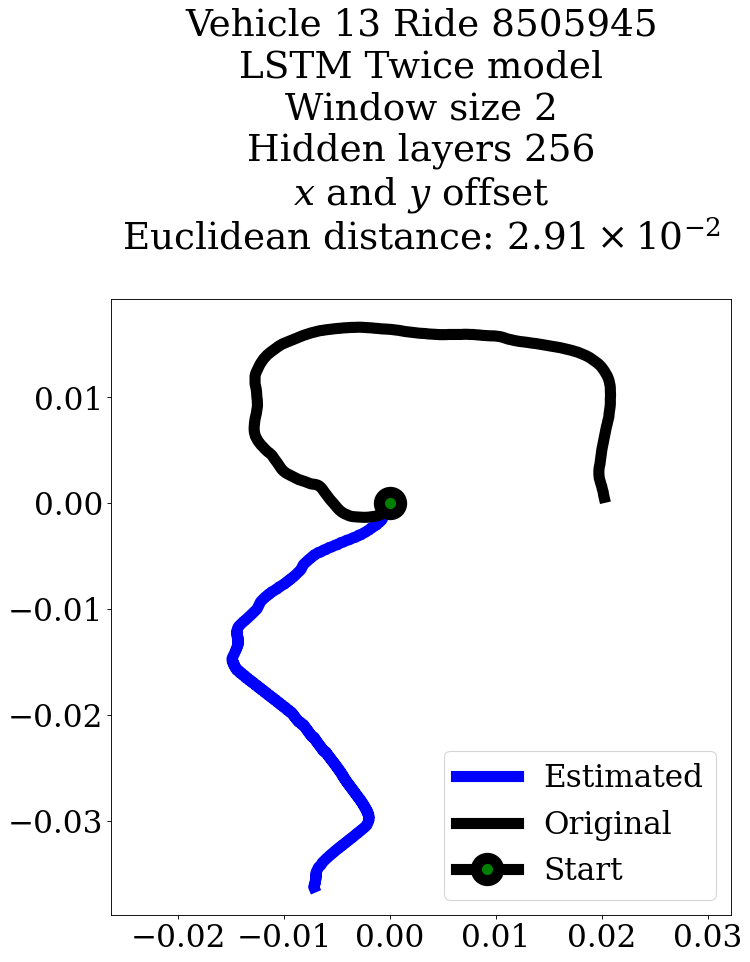 Vehicle 13 Ride 8505945
LSTM Twice model
Window size 2
Hidden layers 256
x and y offset
Euclidean distance: 2.91 × 10⁻²
0.01
0.00
−0.01
−0.02
−0.03
Estimated
Original
Start
−0.02 −0.01 0.00 0.01 0.02 0.03